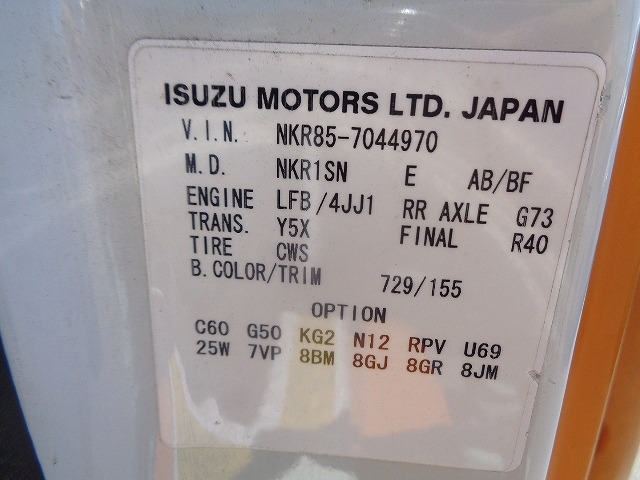 ISUZU MOTORS LTD. JAPAN
V.I.N. NKR85-7044970
M.D. NKR1SN E AB/BF
ENGINE LFB/4JJ1 RR AXLE G73
TRANS. Y5X FINAL R40
TIRE CWS
B.COLOR/TRIM 729/155
OPTION
C60 G50 KG2 N12 RPV U69
25W 7VP 8BM 8GJ 8GR 8JM